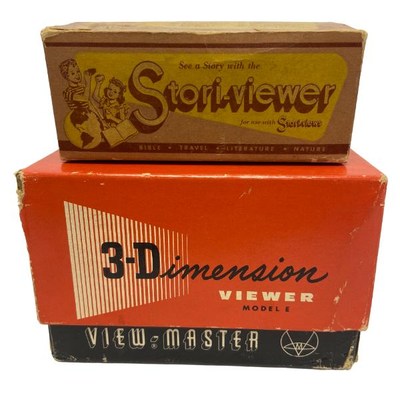 See a Story with the
Stori-viewer
for use with Stori-views
BIBLE • TRAVEL • LITERATURE • NATURE
3-Dimension
VIEWER
MODEL E
VIEW-MASTER